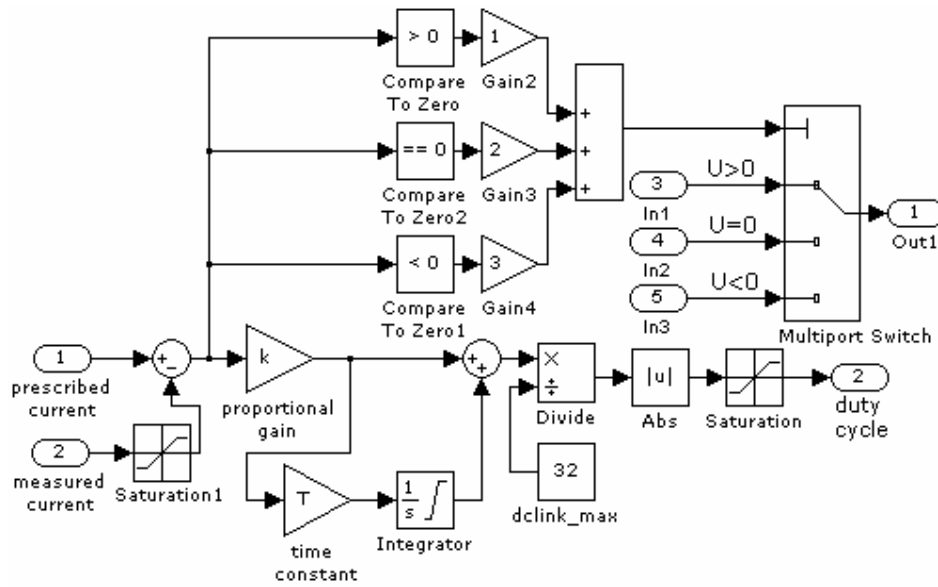 > 0
1
Compare
To Zero
Gain2
== 0
2
Compare
To Zero2
Gain3
< 0
3
Compare
To Zero1
Gain4
+
+
+
3
In1
U>0
4
In2
U=0
5
In3
U<0
Multiport Switch
1
Out1
1
prescribed
current
2
measured
current
Saturation1
+
−
k
proportional
gain
T
time
constant
1
s
Integrator
+
+
×
÷
Divide
32
dclink_max
|u|
Abs
Saturation
2
duty
cycle